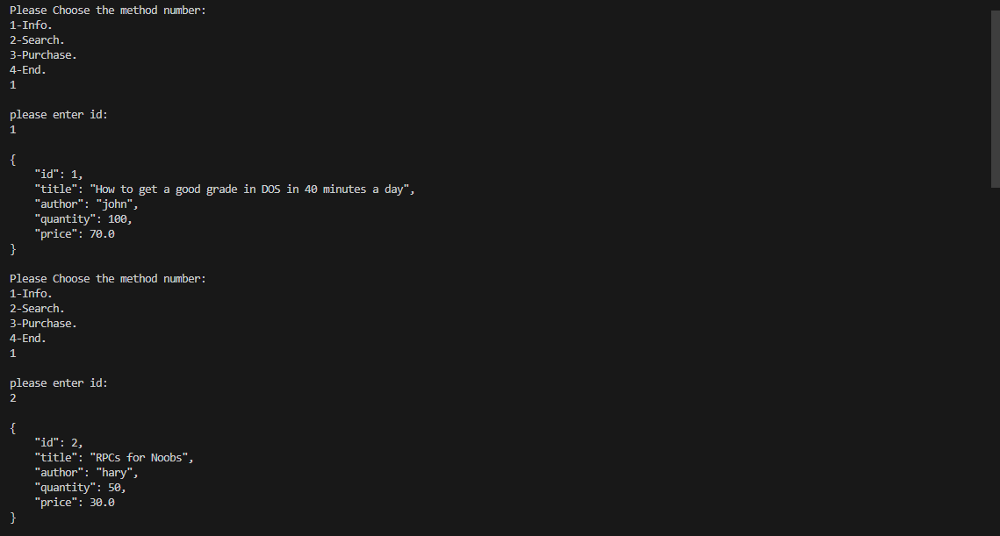 Please Choose the method number:
1-Info.
2-Search.
3-Purchase.
4-End.
1
please enter id:
1
{
    "id": 1,
    "title": "How to get a good grade in DOS in 40 minutes a day",
    "author": "john",
    "quantity": 100,
    "price": 70.0
}
Please Choose the method number:
1-Info.
2-Search.
3-Purchase.
4-End.
1
please enter id:
2
{
    "id": 2,
    "title": "RPCs for Noobs",
    "author": "hary",
    "quantity": 50,
    "price": 30.0
}